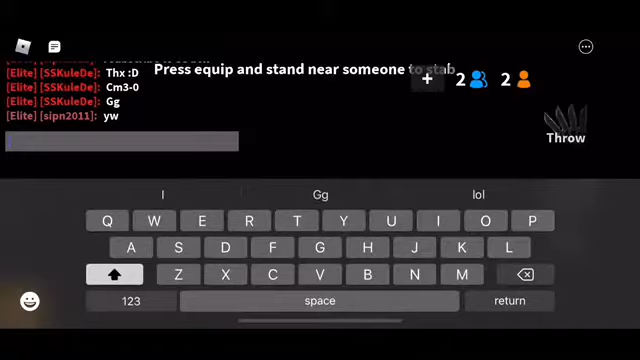 Press equip and stand near someone to stab
[Elite] [SSKuleDe]: Thx :D
[Elite] [SSKuleDe]: Cm3-0
[Elite] [SSKuleDe]: Gg
[Elite] [sipn2011]: yw
+ 2 2
Throw
I Gg lol
Q W E R T Y U I O P
A S D F G H J K L
Z X C V B N M
123 space return